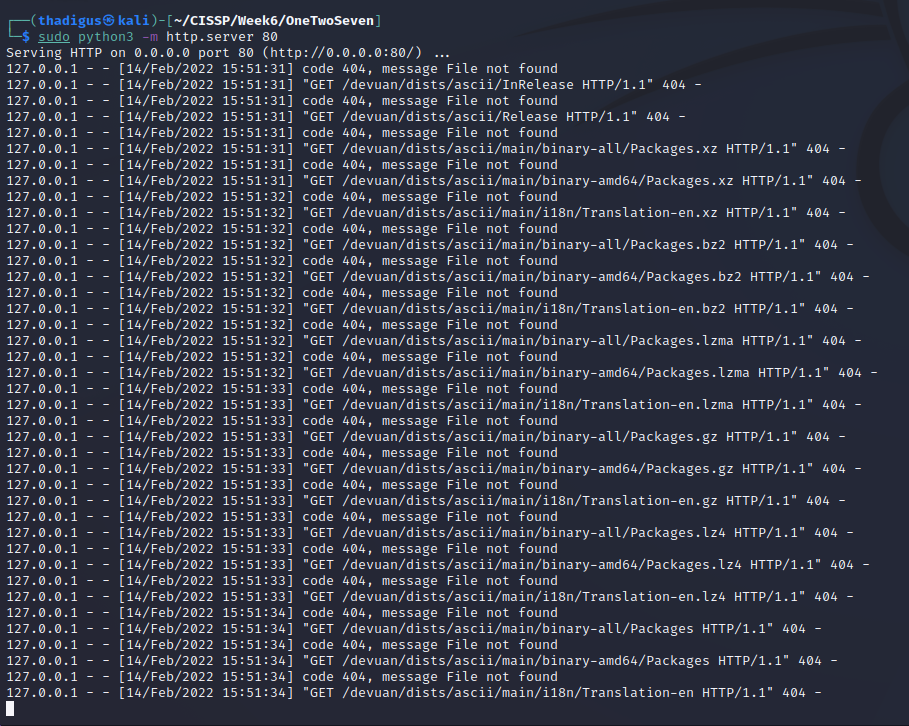 ┌──(thadigus㉿kali)-[~/CISSP/Week6/OneTwoSeven]
└─$ sudo python3 -m http.server 80
Serving HTTP on 0.0.0.0 port 80 (http://0.0.0.0:80/) ...
127.0.0.1 - - [14/Feb/2022 15:51:31] code 404, message File not found
127.0.0.1 - - [14/Feb/2022 15:51:31] "GET /devuan/dists/ascii/InRelease HTTP/1.1" 404 -
127.0.0.1 - - [14/Feb/2022 15:51:31] code 404, message File not found
127.0.0.1 - - [14/Feb/2022 15:51:31] "GET /devuan/dists/ascii/Release HTTP/1.1" 404 -
127.0.0.1 - - [14/Feb/2022 15:51:31] code 404, message File not found
127.0.0.1 - - [14/Feb/2022 15:51:31] "GET /devuan/dists/ascii/main/binary-all/Packages.xz HTTP/1.1" 404 -
127.0.0.1 - - [14/Feb/2022 15:51:31] code 404, message File not found
127.0.0.1 - - [14/Feb/2022 15:51:31] "GET /devuan/dists/ascii/main/binary-amd64/Packages.xz HTTP/1.1" 404 -
127.0.0.1 - - [14/Feb/2022 15:51:32] code 404, message File not found
127.0.0.1 - - [14/Feb/2022 15:51:32] "GET /devuan/dists/ascii/main/i18n/Translation-en.xz HTTP/1.1" 404 -
127.0.0.1 - - [14/Feb/2022 15:51:32] code 404, message File not found
127.0.0.1 - - [14/Feb/2022 15:51:32] "GET /devuan/dists/ascii/main/binary-all/Packages.bz2 HTTP/1.1" 404 -
127.0.0.1 - - [14/Feb/2022 15:51:32] code 404, message File not found
127.0.0.1 - - [14/Feb/2022 15:51:32] "GET /devuan/dists/ascii/main/binary-amd64/Packages.bz2 HTTP/1.1" 404 -
127.0.0.1 - - [14/Feb/2022 15:51:32] code 404, message File not found
127.0.0.1 - - [14/Feb/2022 15:51:32] "GET /devuan/dists/ascii/main/i18n/Translation-en.bz2 HTTP/1.1" 404 -
127.0.0.1 - - [14/Feb/2022 15:51:32] code 404, message File not found
127.0.0.1 - - [14/Feb/2022 15:51:32] "GET /devuan/dists/ascii/main/binary-all/Packages.lzma HTTP/1.1" 404 -
127.0.0.1 - - [14/Feb/2022 15:51:32] code 404, message File not found
127.0.0.1 - - [14/Feb/2022 15:51:32] "GET /devuan/dists/ascii/main/binary-amd64/Packages.lzma HTTP/1.1" 404 -
127.0.0.1 - - [14/Feb/2022 15:51:33] code 404, message File not found
127.0.0.1 - - [14/Feb/2022 15:51:33] "GET /devuan/dists/ascii/main/i18n/Translation-en.lzma HTTP/1.1" 404 -
127.0.0.1 - - [14/Feb/2022 15:51:33] code 404, message File not found
127.0.0.1 - - [14/Feb/2022 15:51:33] "GET /devuan/dists/ascii/main/binary-all/Packages.gz HTTP/1.1" 404 -
127.0.0.1 - - [14/Feb/2022 15:51:33] code 404, message File not found
127.0.0.1 - - [14/Feb/2022 15:51:33] "GET /devuan/dists/ascii/main/binary-amd64/Packages.gz HTTP/1.1" 404 -
127.0.0.1 - - [14/Feb/2022 15:51:33] code 404, message File not found
127.0.0.1 - - [14/Feb/2022 15:51:33] "GET /devuan/dists/ascii/main/i18n/Translation-en.gz HTTP/1.1" 404 -
127.0.0.1 - - [14/Feb/2022 15:51:33] code 404, message File not found
127.0.0.1 - - [14/Feb/2022 15:51:33] "GET /devuan/dists/ascii/main/binary-all/Packages.lz4 HTTP/1.1" 404 -
127.0.0.1 - - [14/Feb/2022 15:51:33] code 404, message File not found
127.0.0.1 - - [14/Feb/2022 15:51:33] "GET /devuan/dists/ascii/main/binary-amd64/Packages.lz4 HTTP/1.1" 404 -
127.0.0.1 - - [14/Feb/2022 15:51:33] code 404, message File not found
127.0.0.1 - - [14/Feb/2022 15:51:33] "GET /devuan/dists/ascii/main/i18n/Translation-en.lz4 HTTP/1.1" 404 -
127.0.0.1 - - [14/Feb/2022 15:51:34] code 404, message File not found
127.0.0.1 - - [14/Feb/2022 15:51:34] "GET /devuan/dists/ascii/main/binary-all/Packages HTTP/1.1" 404 -
127.0.0.1 - - [14/Feb/2022 15:51:34] code 404, message File not found
127.0.0.1 - - [14/Feb/2022 15:51:34] "GET /devuan/dists/ascii/main/binary-amd64/Packages HTTP/1.1" 404 -
127.0.0.1 - - [14/Feb/2022 15:51:34] code 404, message File not found
127.0.0.1 - - [14/Feb/2022 15:51:34] "GET /devuan/dists/ascii/main/i18n/Translation-en HTTP/1.1" 404 -